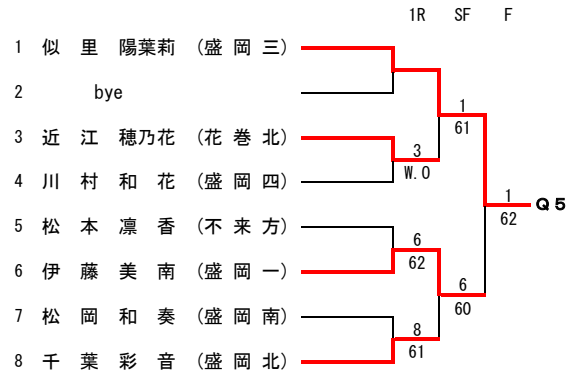 1R SF F
1 似 里 陽葉莉 (盛 岡 三)
2 bye
1
61
3 近 江 穂乃花 (花 巻 北)
3
W.O
4 川 村 和 花 (盛 岡 四)
1 Q5
62
5 松 本 凛 香 (不 来 方)
6
62
6 伊 藤 美 南 (盛 岡 一)
6
60
7 松 岡 和 奏 (盛 岡 南)
8
61
8 千 葉 彩 音 (盛 岡 北)